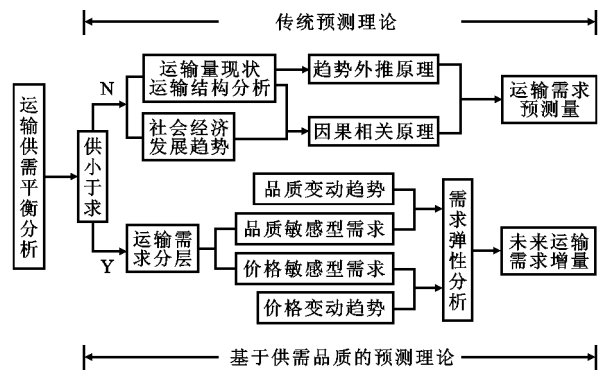 传统预测理论
运输供需平衡分析
供小于求
N
Y
运输量现状
运输结构分析
社会经济
发展趋势
趋势外推原理
因果相关原理
运输需求
预测量
运输需
求分层
品质变动趋势
品质敏感型需求
价格敏感型需求
价格变动趋势
需求弹性分析
未来运输
需求增量
基于供需品质的预测理论